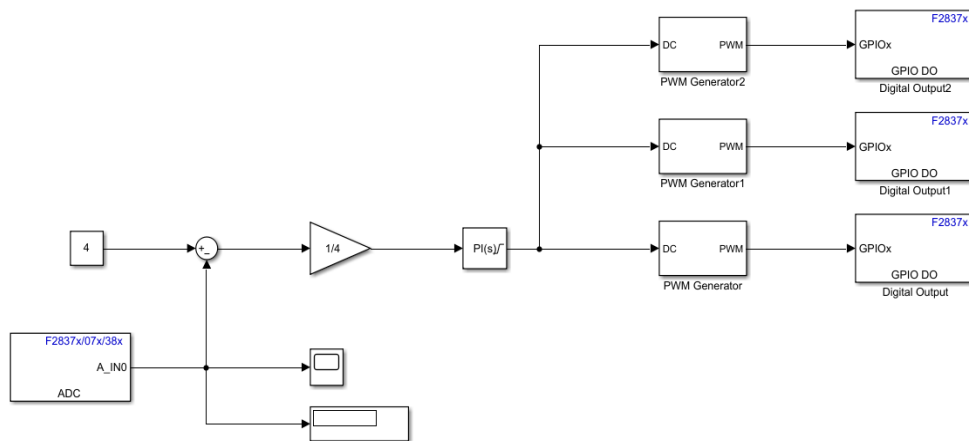 F2837x
DC
PWM
GPIOx
GPIO DO
PWM Generator2
Digital Output2
F2837x
DC
PWM
GPIOx
GPIO DO
PWM Generator1
Digital Output1
F2837x
4
+
_
1/4
PI(s)
DC
PWM
GPIOx
GPIO DO
PWM Generator
Digital Output
F2837x/07x/38x
A_IN0
ADC